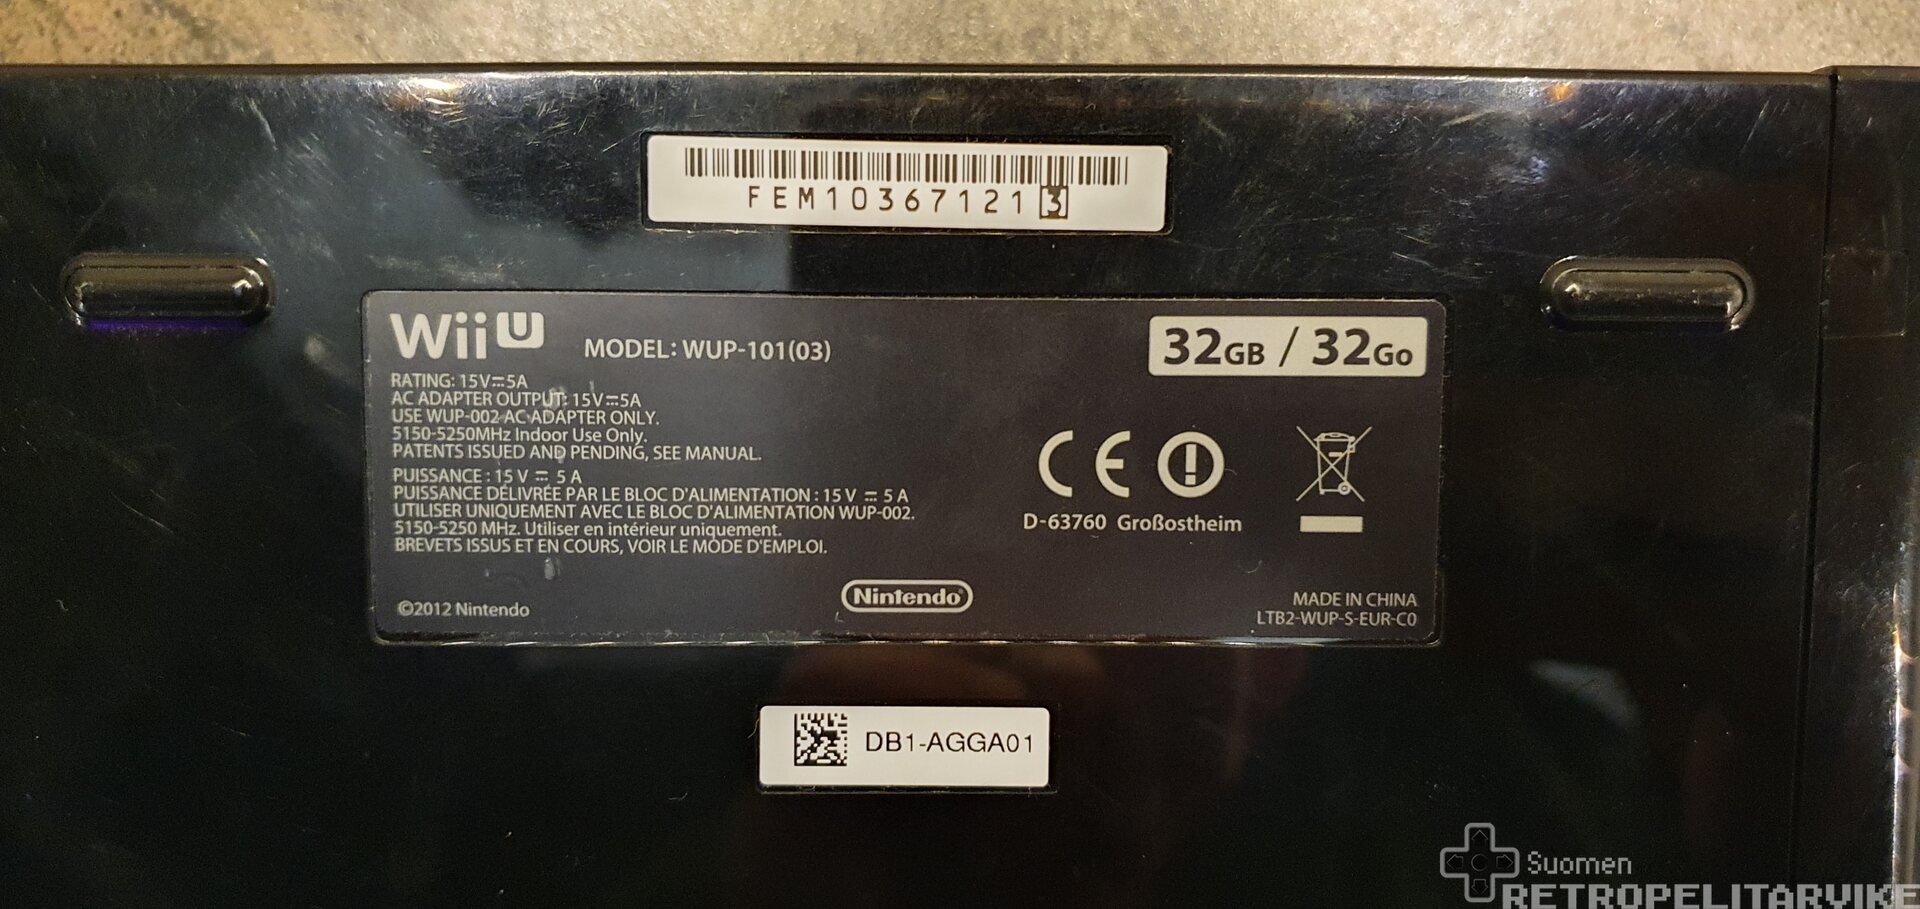 FEM103671213
Wii U
MODEL: WUP-101(03)
32GB / 32Go
RATING: 15V⎓5A
AC ADAPTER OUTPUT: 15V⎓5A
USE WUP-002 AC ADAPTER ONLY.
5150-5250MHz Indoor Use Only.
PATENTS ISSUED AND PENDING, SEE MANUAL.
PUISSANCE : 15 V ⎓ 5 A
PUISSANCE DÉLIVRÉE PAR LE BLOC D'ALIMENTATION : 15 V ⎓ 5 A
UTILISER UNIQUEMENT AVEC LE BLOC D'ALIMENTATION WUP-002.
5150-5250 MHz. Utiliser en intérieur uniquement.
BREVETS ISSUS ET EN COURS, VOIR LE MODE D'EMPLOI.
CE
D-63760 Großostheim
©2012 Nintendo
Nintendo
MADE IN CHINA
LTB2-WUP-S-EUR-C0
DB1-AGGA01
Suomen
RETROPELITARVIKE